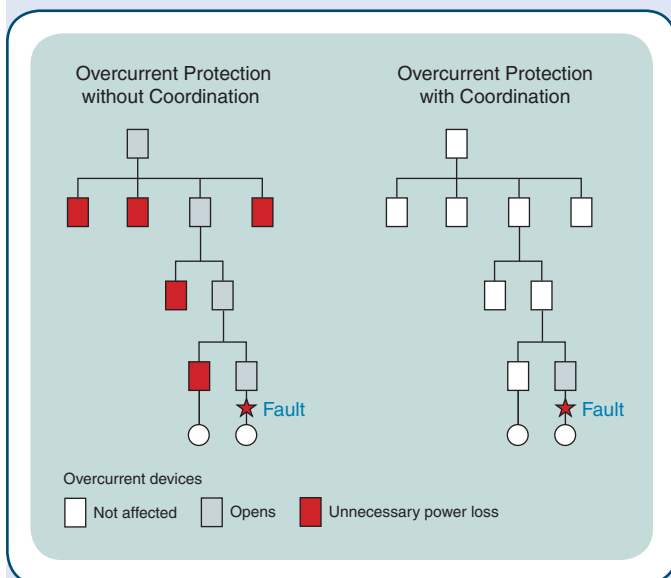 Overcurrent Protection
without Coordination
Overcurrent Protection
with Coordination
Fault
Fault
Overcurrent devices
Not affected
Opens
Unnecessary power loss